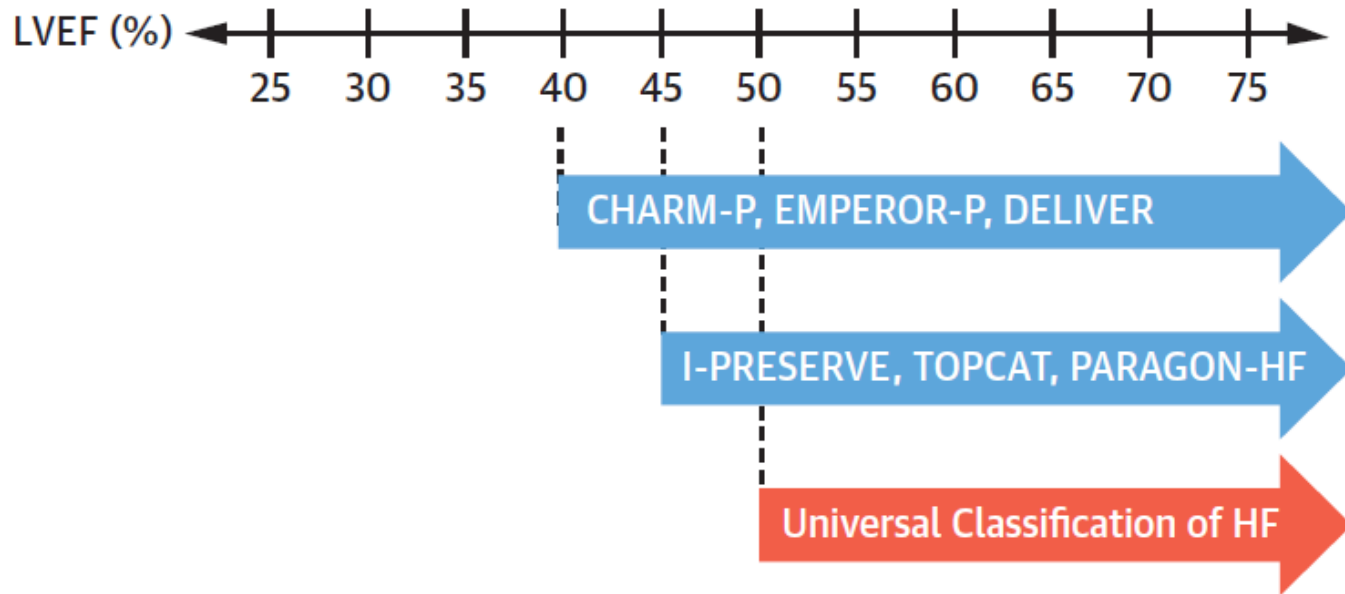 LVEF (%)
25 30 35 40 45 50 55 60 65 70 75
CHARM-P, EMPEROR-P, DELIVER
I-PRESERVE, TOPCAT, PARAGON-HF
Universal Classification of HF